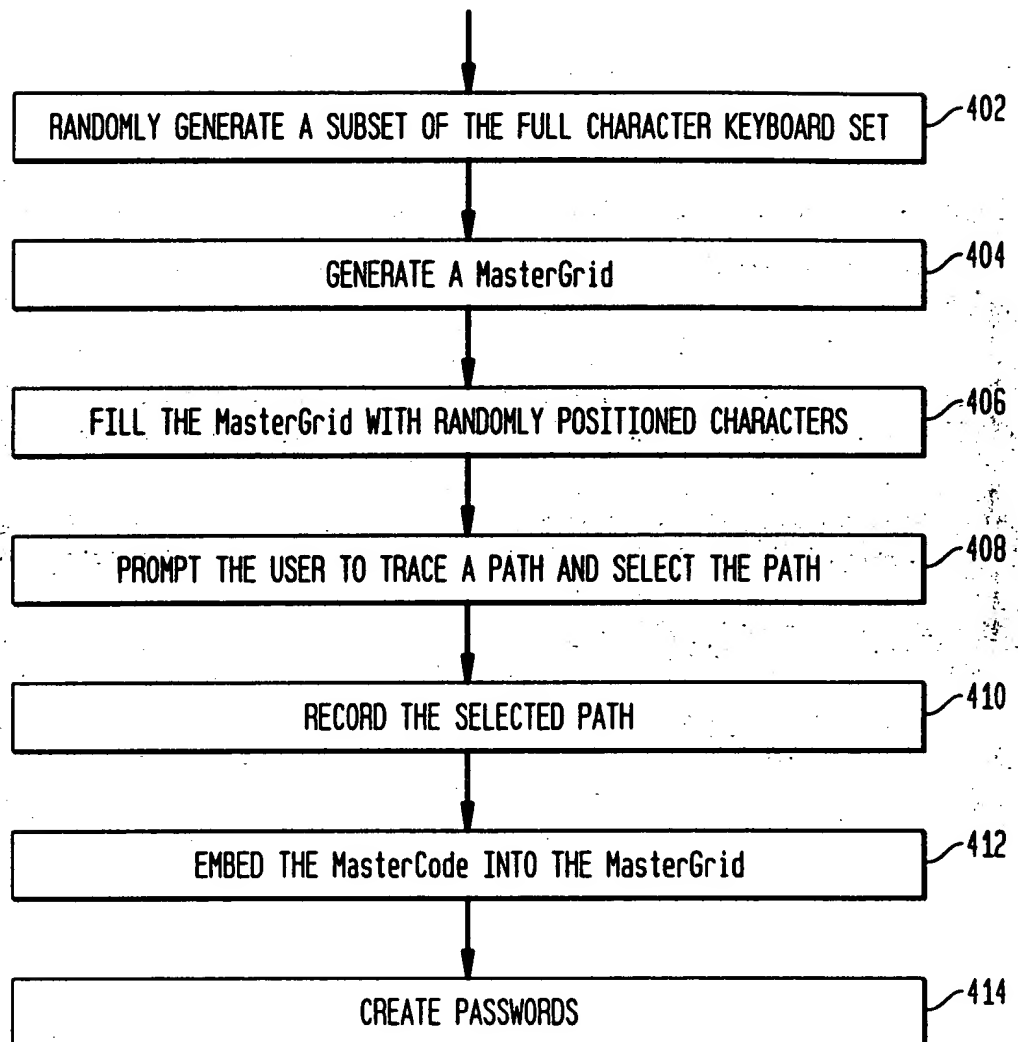 RANDOMLY GENERATE A SUBSET OF THE FULL CHARACTER KEYBOARD SET
402
GENERATE A MasterGrid
404
FILL THE MasterGrid WITH RANDOMLY POSITIONED CHARACTERS
406
PROMPT THE USER TO TRACE A PATH AND SELECT THE PATH
408
RECORD THE SELECTED PATH
410
EMBED THE MasterCode INTO THE MasterGrid
412
CREATE PASSWORDS
414